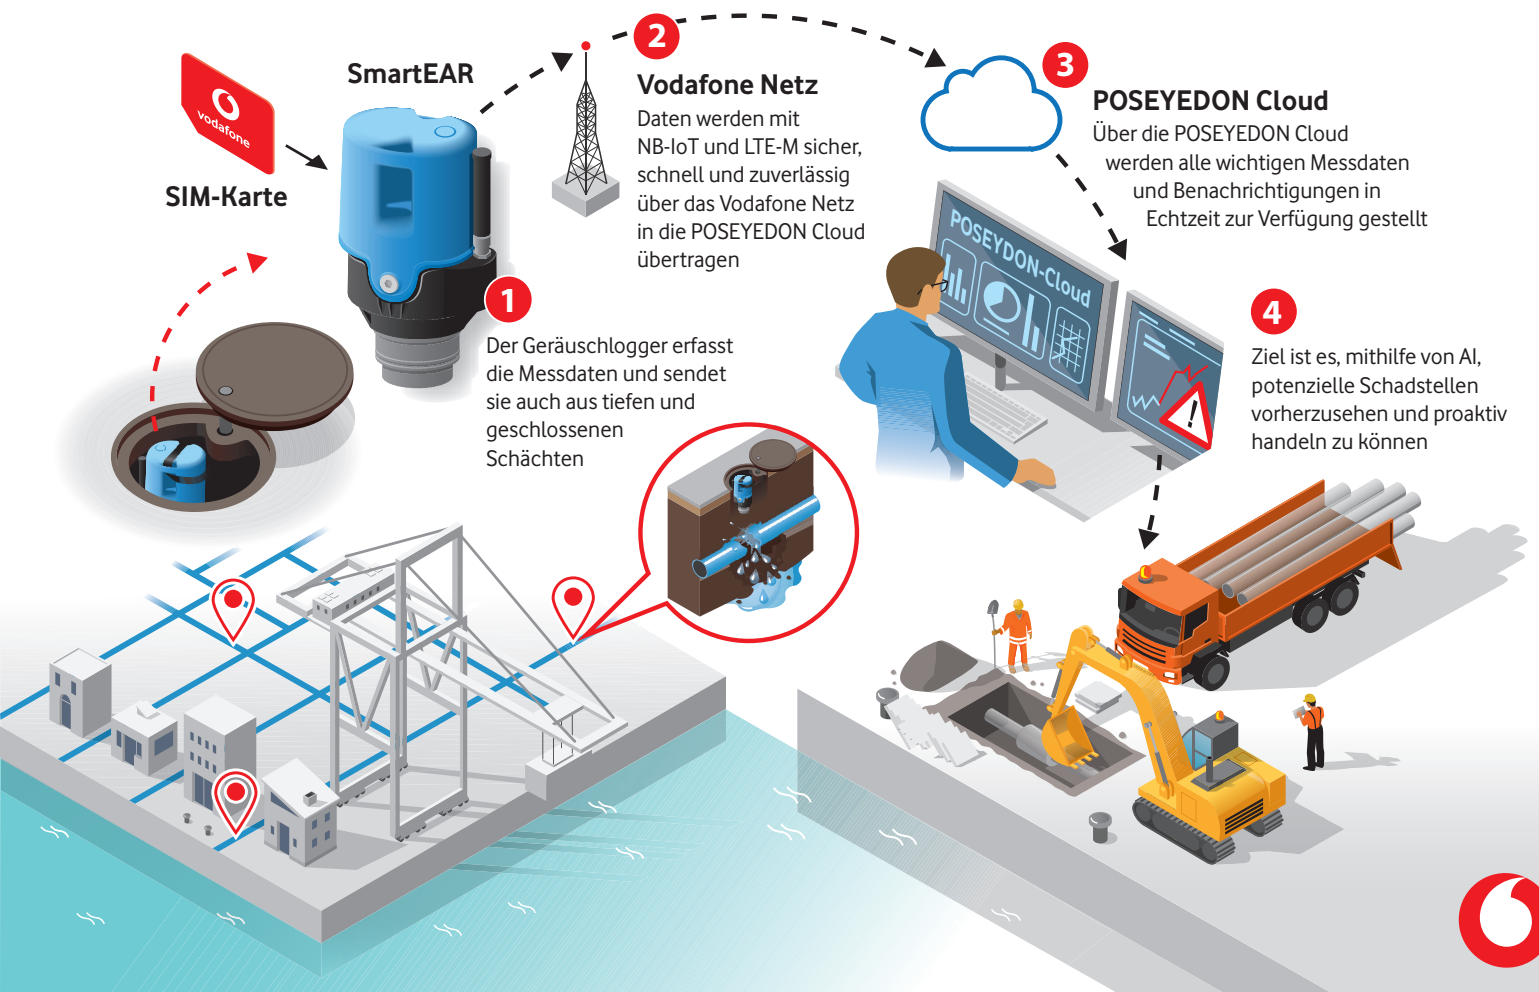 vodafone
SIM-Karte
SmartEAR
1
Der Geräuschlogger erfasst
die Messdaten und sendet
sie auch aus tiefen und
geschlossenen
Schächten
2
Vodafone Netz
Daten werden mit
NB-IoT und LTE-M sicher,
schnell und zuverlässig
über das Vodafone Netz
in die POSEYEDON Cloud
übertragen
3
POSEYEDON Cloud
Über die POSEYEDON Cloud
werden alle wichtigen Messdaten
und Benachrichtigungen in
Echtzeit zur Verfügung gestellt
POSEYDON-Cloud
!
4
Ziel ist es, mithilfe von AI,
potenzielle Schadstellen
vorherzusehen und proaktiv
handeln zu können